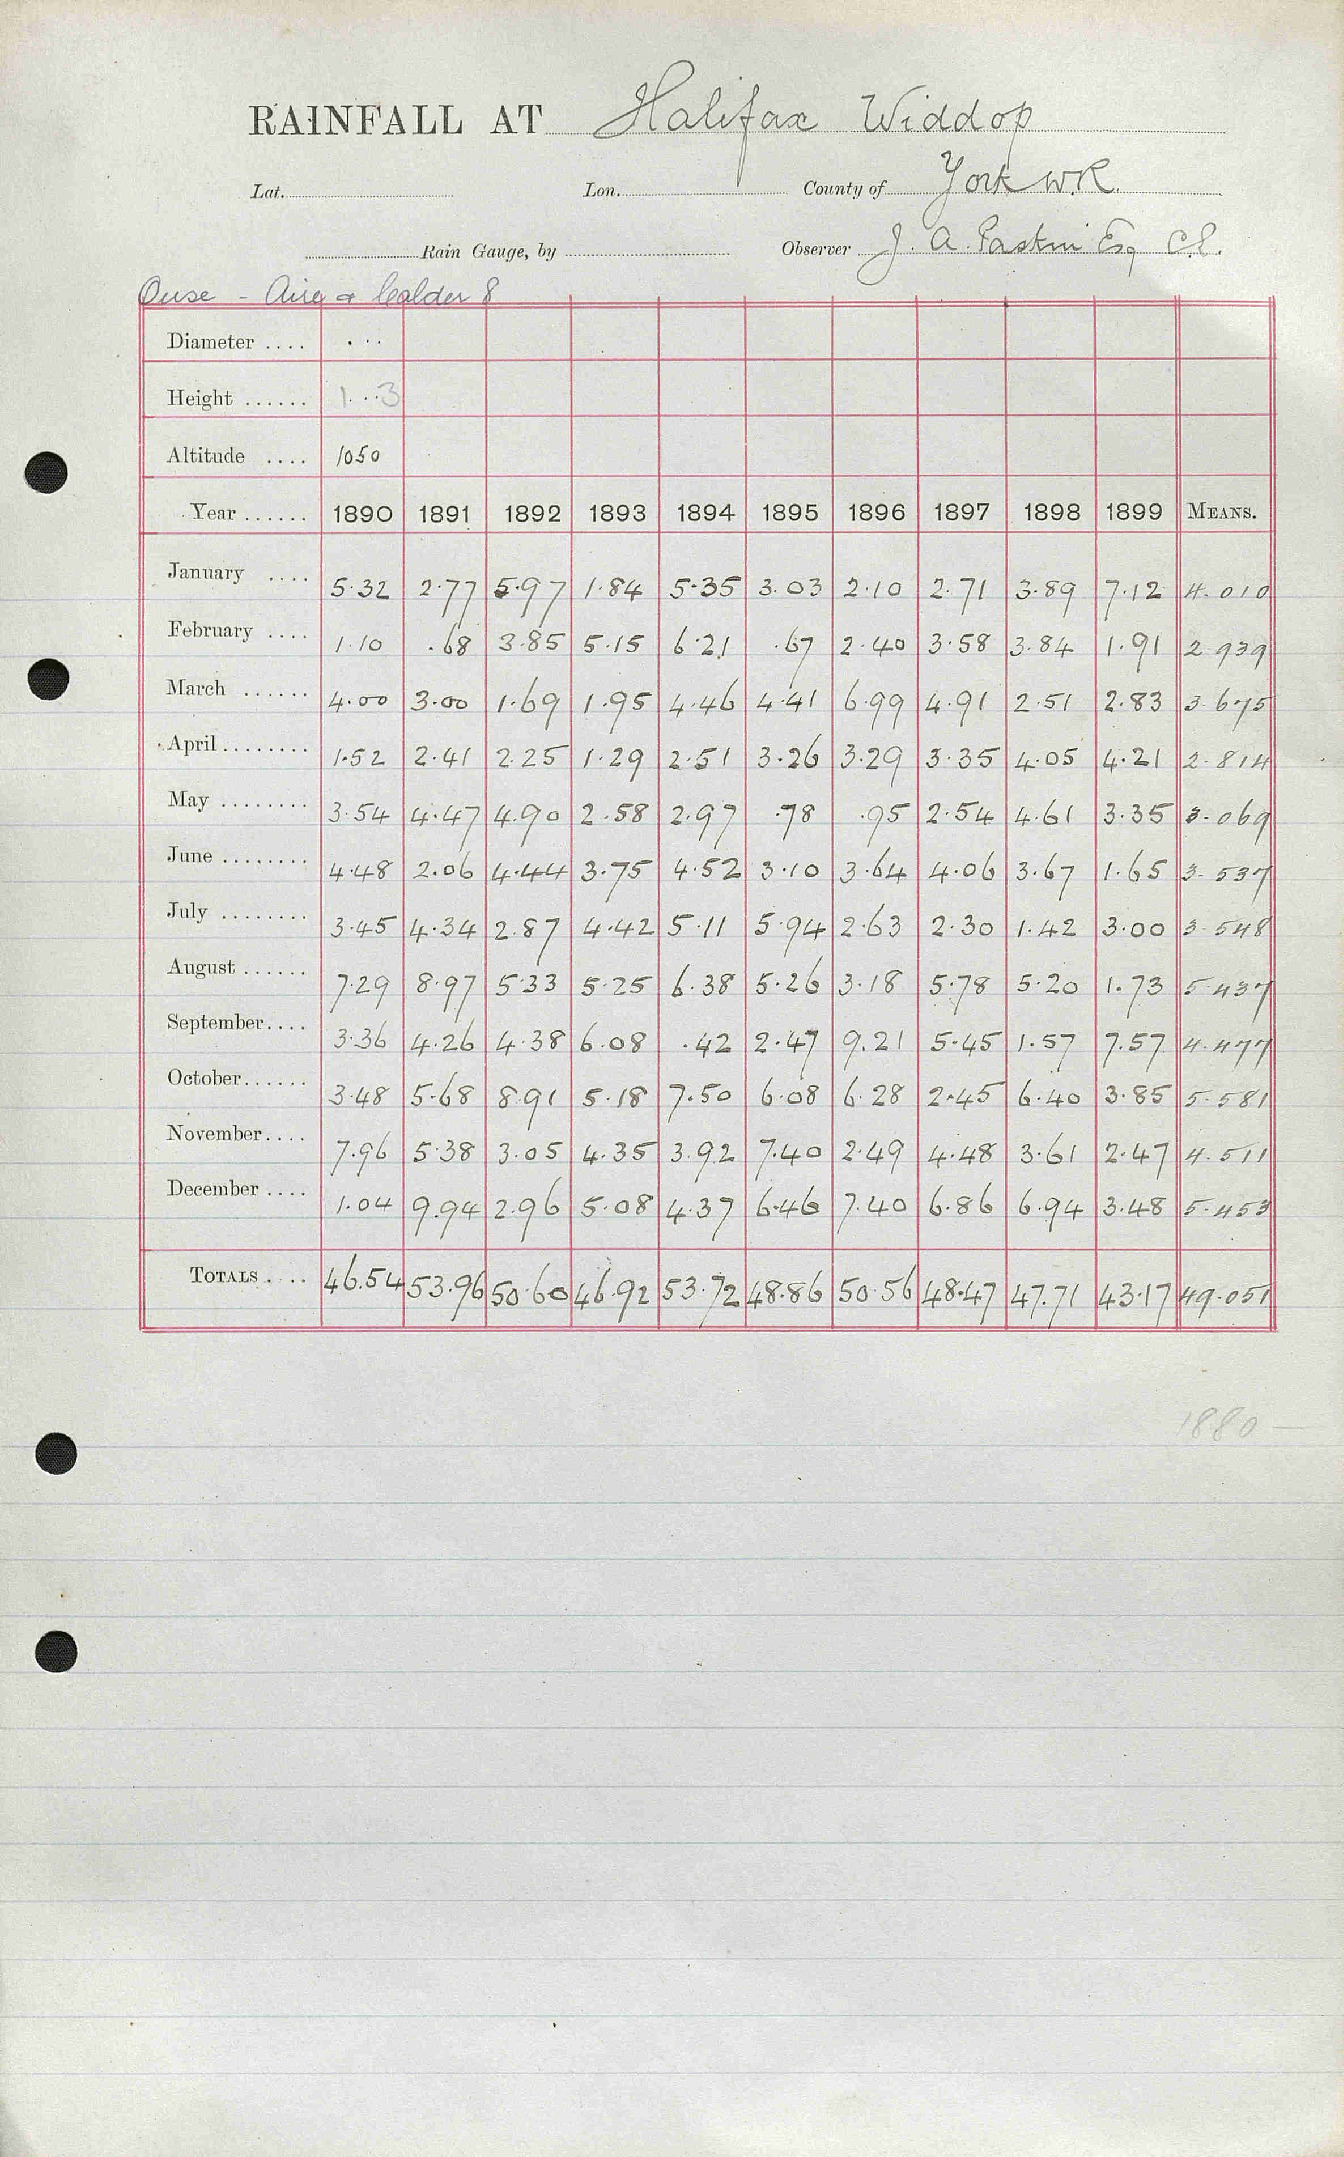 RAINFALL AT Halifax Widdop
Lat. Lon. County of York W.R.
Rain Gauge, by Observer J. A. Paskin Esq C.E.
Ouse - Aire & Calder 8
Diameter .... ...
Height ...... 1...3
Altitude .... 1050
Year ...... 1890 1891 1892 1893 1894 1895 1896 1897 1898 1899 MEANS.
January .... 5.32 2.77 5.97 1.84 5.35 3.03 2.10 2.71 3.89 7.12 4.010
February .... 1.10 .68 3.85 5.15 6.21 .67 2.40 3.58 3.84 1.91 2.939
March ...... 4.00 3.00 1.69 1.95 4.46 4.41 6.99 4.91 2.51 2.83 3.675
April ........ 1.52 2.41 2.25 1.29 2.51 3.26 3.29 3.35 4.05 4.21 2.814
May ........ 3.54 4.47 4.90 2.58 2.97 .78 .95 2.54 4.61 3.35 3.069
June ........ 4.48 2.06 4.44 3.75 4.52 3.10 3.64 4.06 3.67 1.65 3.537
July ........ 3.45 4.34 2.87 4.42 5.11 5.94 2.63 2.30 1.42 3.00 3.548
August ...... 7.29 8.97 5.33 5.25 6.38 5.26 3.18 5.78 5.20 1.73 5.437
September .... 3.36 4.26 4.38 6.08 .42 2.47 9.21 5.45 1.57 7.57 4.477
October ...... 3.48 5.68 8.91 5.18 7.50 6.08 6.28 2.45 6.40 3.85 5.581
November .... 7.96 5.38 3.05 4.35 3.92 7.40 2.49 4.48 3.61 2.47 4.511
December .... 1.04 9.94 2.96 5.08 4.37 6.46 7.40 6.86 6.94 3.48 5.453
TOTALS .... 46.54 53.96 50.60 46.92 53.72 48.86 50.56 48.47 47.71 43.17 49.051
1880 —